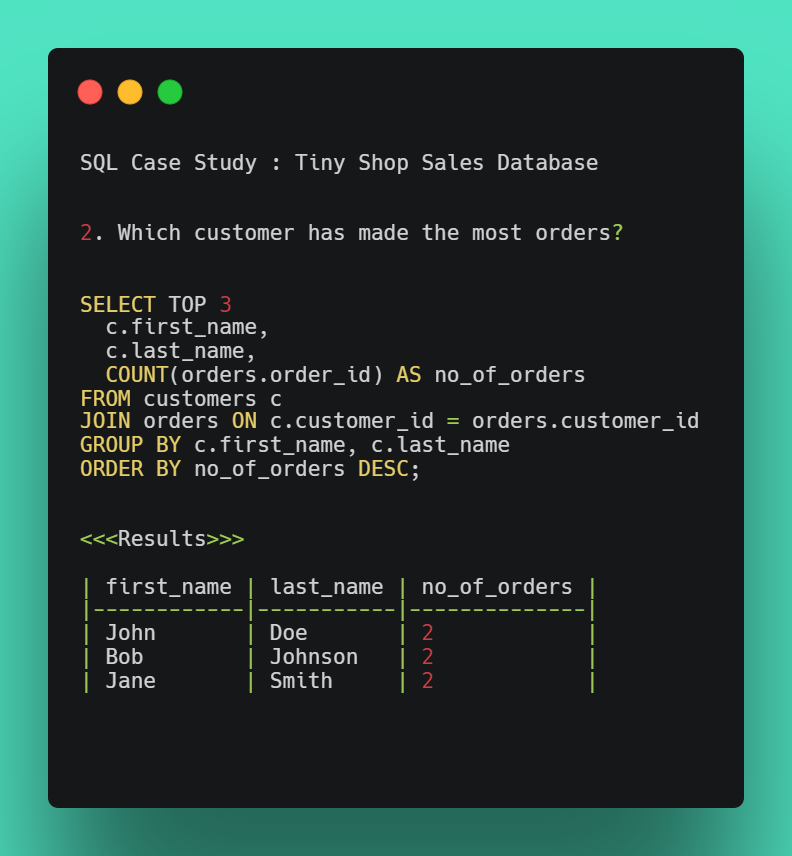 SQL Case Study : Tiny Shop Sales Database
2. Which customer has made the most orders?
SELECT TOP 3
  c.first_name,
  c.last_name,
  COUNT(orders.order_id) AS no_of_orders
FROM customers c
JOIN orders ON c.customer_id = orders.customer_id
GROUP BY c.first_name, c.last_name
ORDER BY no_of_orders DESC;
<<<Results>>>
| first_name | last_name | no_of_orders |
|------------|-----------|--------------|
| John       | Doe       | 2            |
| Bob        | Johnson   | 2            |
| Jane       | Smith     | 2            |